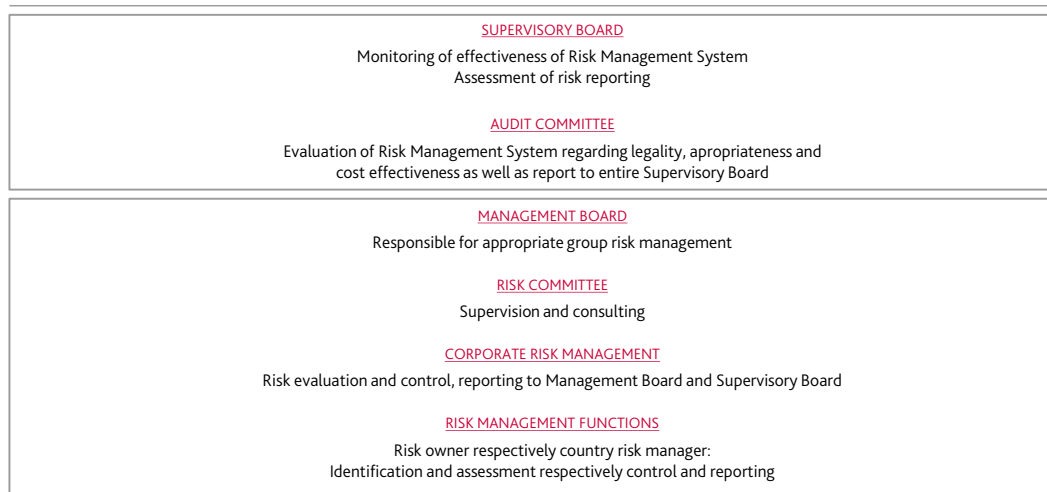 SUPERVISORY BOARD
Monitoring of effectiveness of Risk Management System
Assessment of risk reporting
AUDIT COMMITTEE
Evaluation of Risk Management System regarding legality, apropriateness and
cost effectiveness as well as report to entire Supervisory Board
MANAGEMENT BOARD
Responsible for appropriate group risk management
RISK COMMITTEE
Supervision and consulting
CORPORATE RISK MANAGEMENT
Risk evaluation and control, reporting to Management Board and Supervisory Board
RISK MANAGEMENT FUNCTIONS
Risk owner respectively country risk manager:
Identification and assessment respectively control and reporting